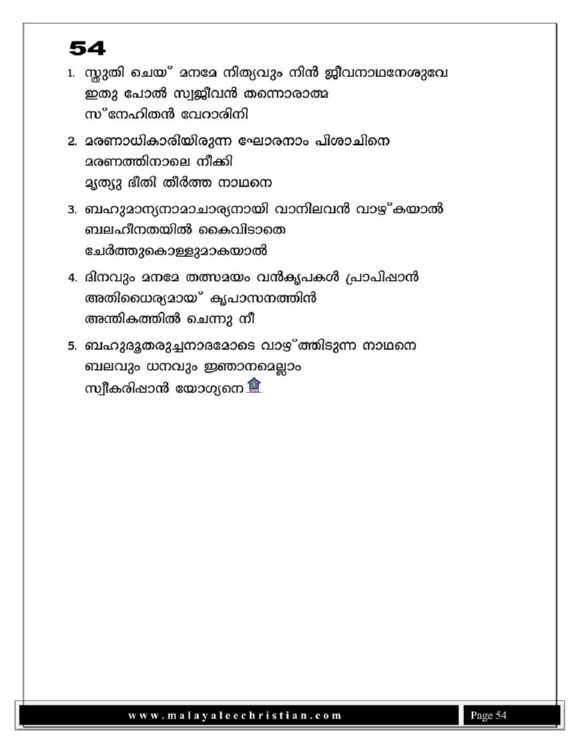 54
1. സ്തുതി ചെയ് മനമേ നിത്യവും നിൻ ജീവനാഥനേശുവേ
ഇതു പോൽ സ്വജീവൻ തന്നൊരാത്മ
സ്നേഹിതൻ വേറാരിനി
2. മരണാധികാരിയിരുന്ന ഘോരനാം പിശാചിനെ
മരണത്തിനാലെ നീക്കി
മൃത്യു ഭീതി തീർത്ത നാഥനെ
3. ബഹുമാന്യനാമാചാര്യനായി വാനിലവൻ വാഴ്കയാൽ
ബലഹീനതയിൽ കൈവിടാതെ
ചേർത്തുകൊള്ളുമാകയാൽ
4. ദിനവും മനമേ തത്സമയം വൻകൃപകൾ പ്രാപിപ്പാൻ
അതിധൈര്യമായ് കൃപാസനത്തിൻ
അന്തികത്തിൽ ചെന്നു നീ
5. ബഹുദൂതരുച്ചനാദമോടെ വാഴ്ത്തിടുന്ന നാഥനെ
ബലവും ധനവും ജ്ഞാനമെല്ലാം
സ്വീകരിപ്പാൻ യോഗ്യനെ
www.malayaleechristian.com
Page 54